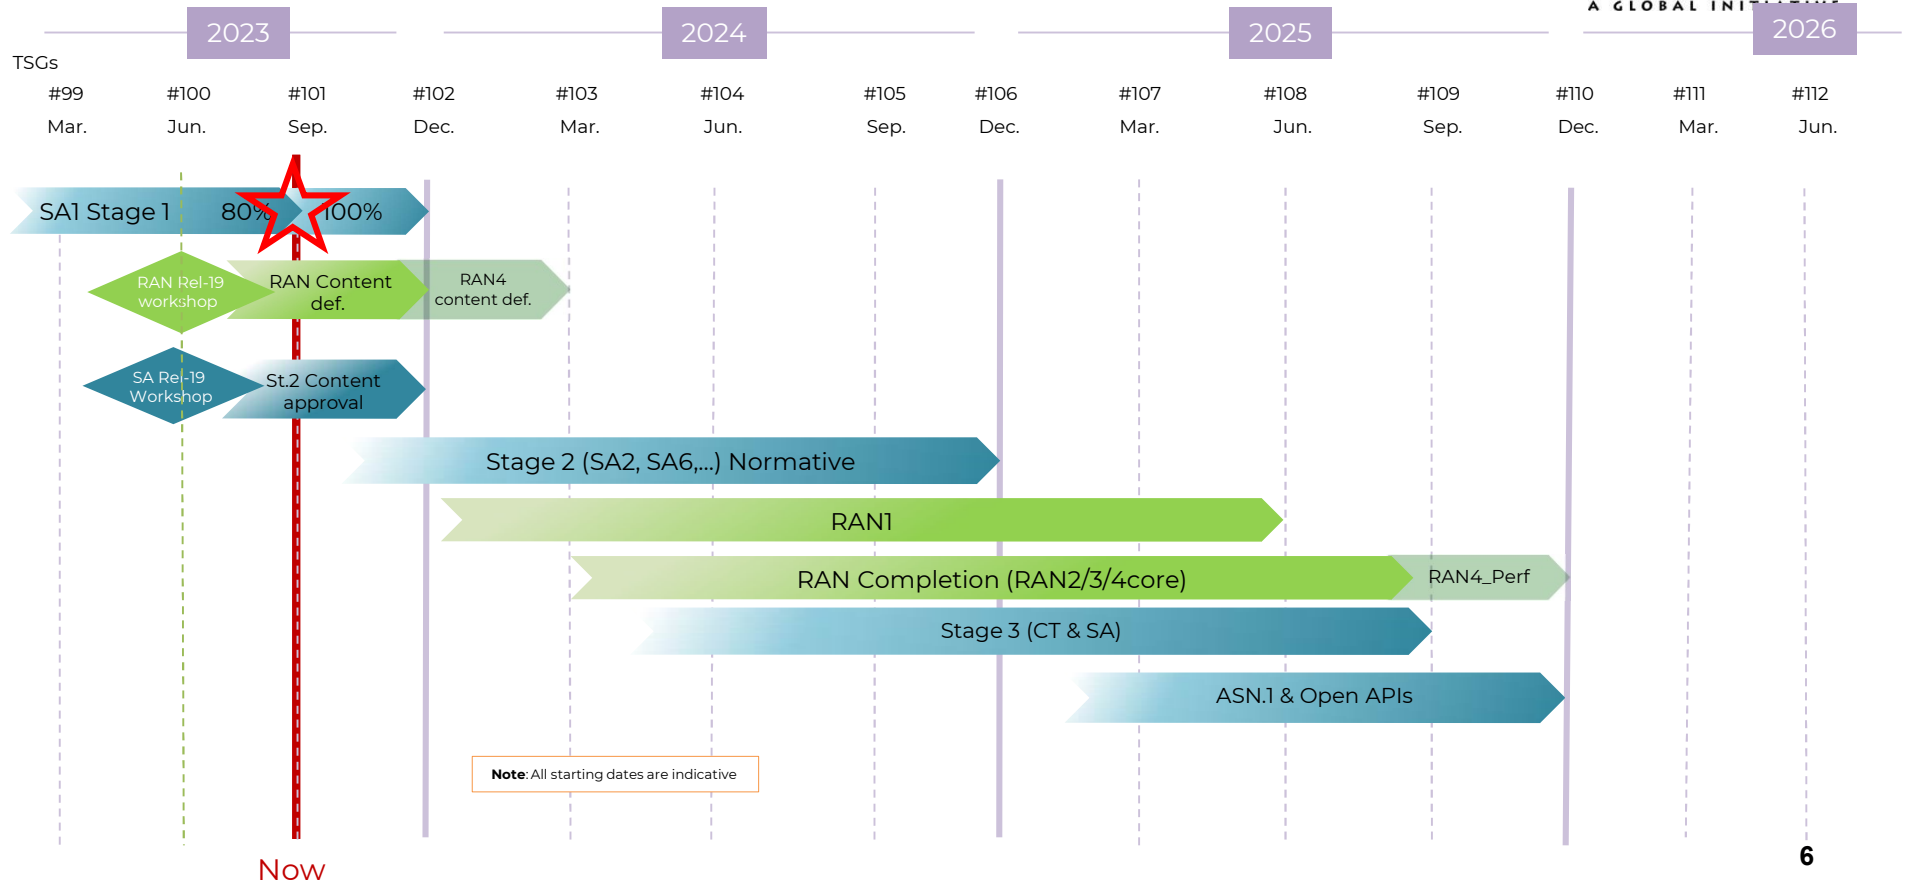 A GLOBAL INITIATIVE
2023
2024
2025
2026
TSGs
#99 #100 #101 #102 #103 #104 #105 #106 #107 #108 #109 #110 #111 #112
Mar. Jun. Sep. Dec. Mar. Jun. Sep. Dec. Mar. Jun. Sep. Dec. Mar. Jun.
SA1 Stage 1 80% 100%
RAN Rel-19
workshop
RAN Content
def.
RAN4
content def.
SA Rel-19
Workshop
St.2 Content
approval
Stage 2 (SA2, SA6,...) Normative
RAN1
RAN Completion (RAN2/3/4core)
RAN4_Perf
Stage 3 (CT & SA)
ASN.1 & Open APIs
Note: All starting dates are indicative
Now
6